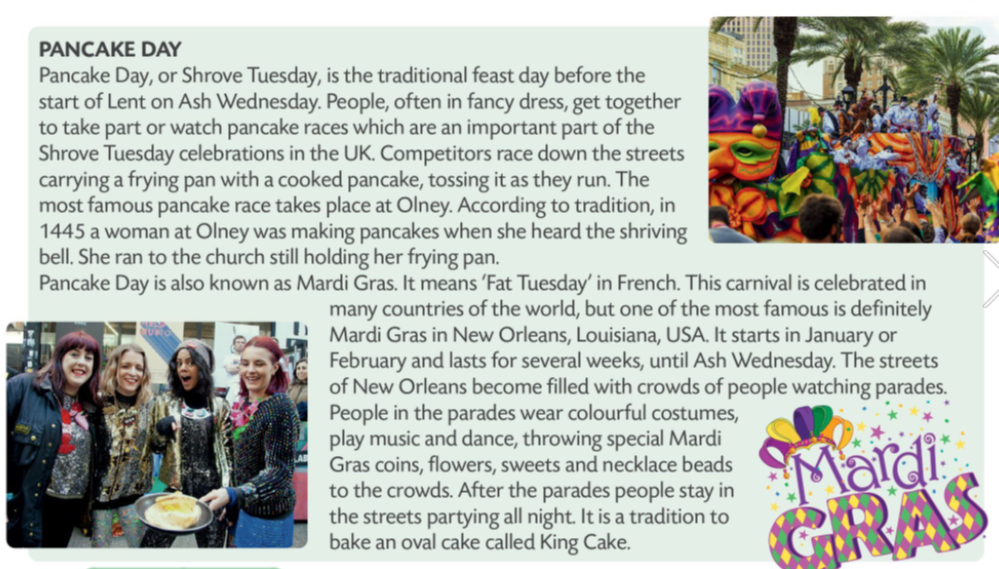 PANCAKE DAY
Pancake Day, or Shrove Tuesday, is the traditional feast day before the
start of Lent on Ash Wednesday. People, often in fancy dress, get together
to take part or watch pancake races which are an important part of the
Shrove Tuesday celebrations in the UK. Competitors race down the streets
carrying a frying pan with a cooked pancake, tossing it as they run. The
most famous pancake race takes place at Olney. According to tradition, in
1445 a woman at Olney was making pancakes when she heard the shriving
bell. She ran to the church still holding her frying pan.
Pancake Day is also known as Mardi Gras. It means ‘Fat Tuesday’ in French. This carnival is celebrated in
many countries of the world, but one of the most famous is definitely
Mardi Gras in New Orleans, Louisiana, USA. It starts in January or
February and lasts for several weeks, until Ash Wednesday. The streets
of New Orleans become filled with crowds of people watching parades.
People in the parades wear colourful costumes,
play music and dance, throwing special Mardi
Gras coins, flowers, sweets and necklace beads
to the crowds. After the parades people stay in
the streets partying all night. It is a tradition to
bake an oval cake called King Cake.
Mardi
GRAS